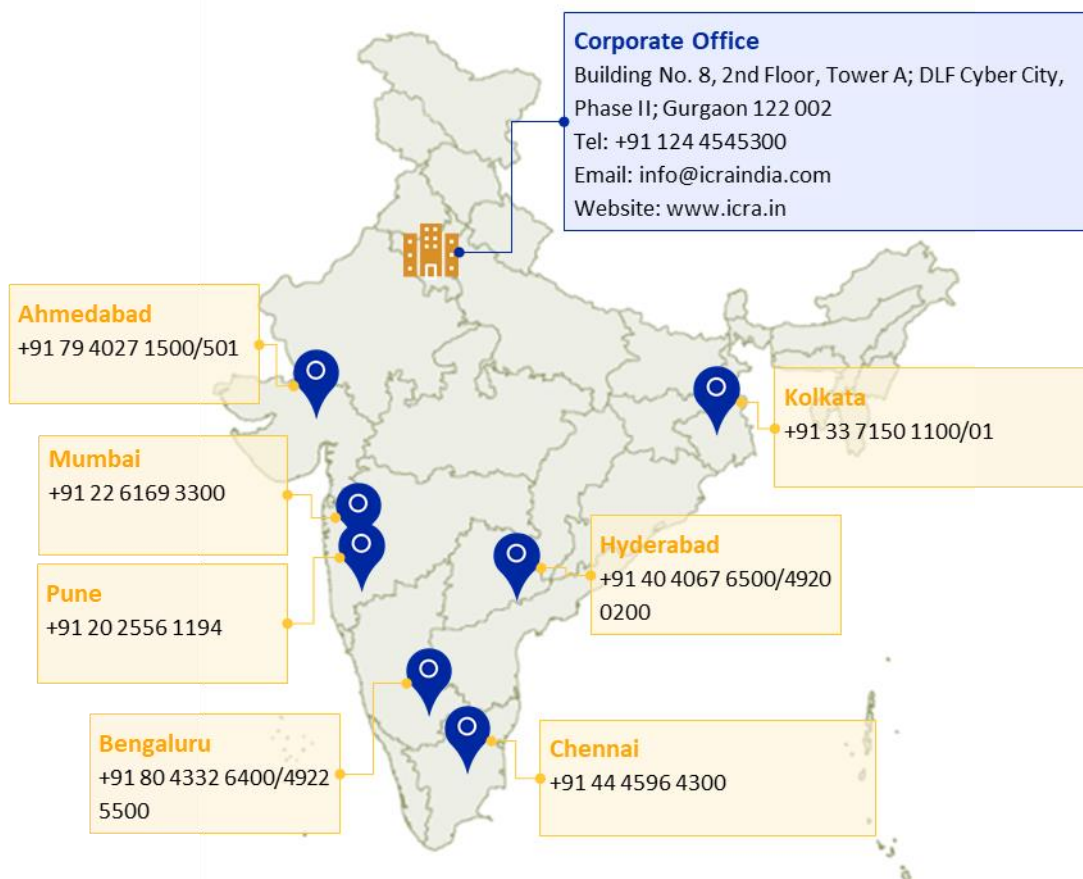 Corporate Office
Building No. 8, 2nd Floor, Tower A; DLF Cyber City,
Phase II; Gurgaon 122 002
Tel: +91 124 4545300
Email: info@icraindia.com
Website: www.icra.in
Ahmedabad
+91 79 4027 1500/501
Kolkata
+91 33 7150 1100/01
Mumbai
+91 22 6169 3300
Hyderabad
+91 40 4067 6500/4920
0200
Pune
+91 20 2556 1194
Bengaluru
+91 80 4332 6400/4922
5500
Chennai
+91 44 4596 4300